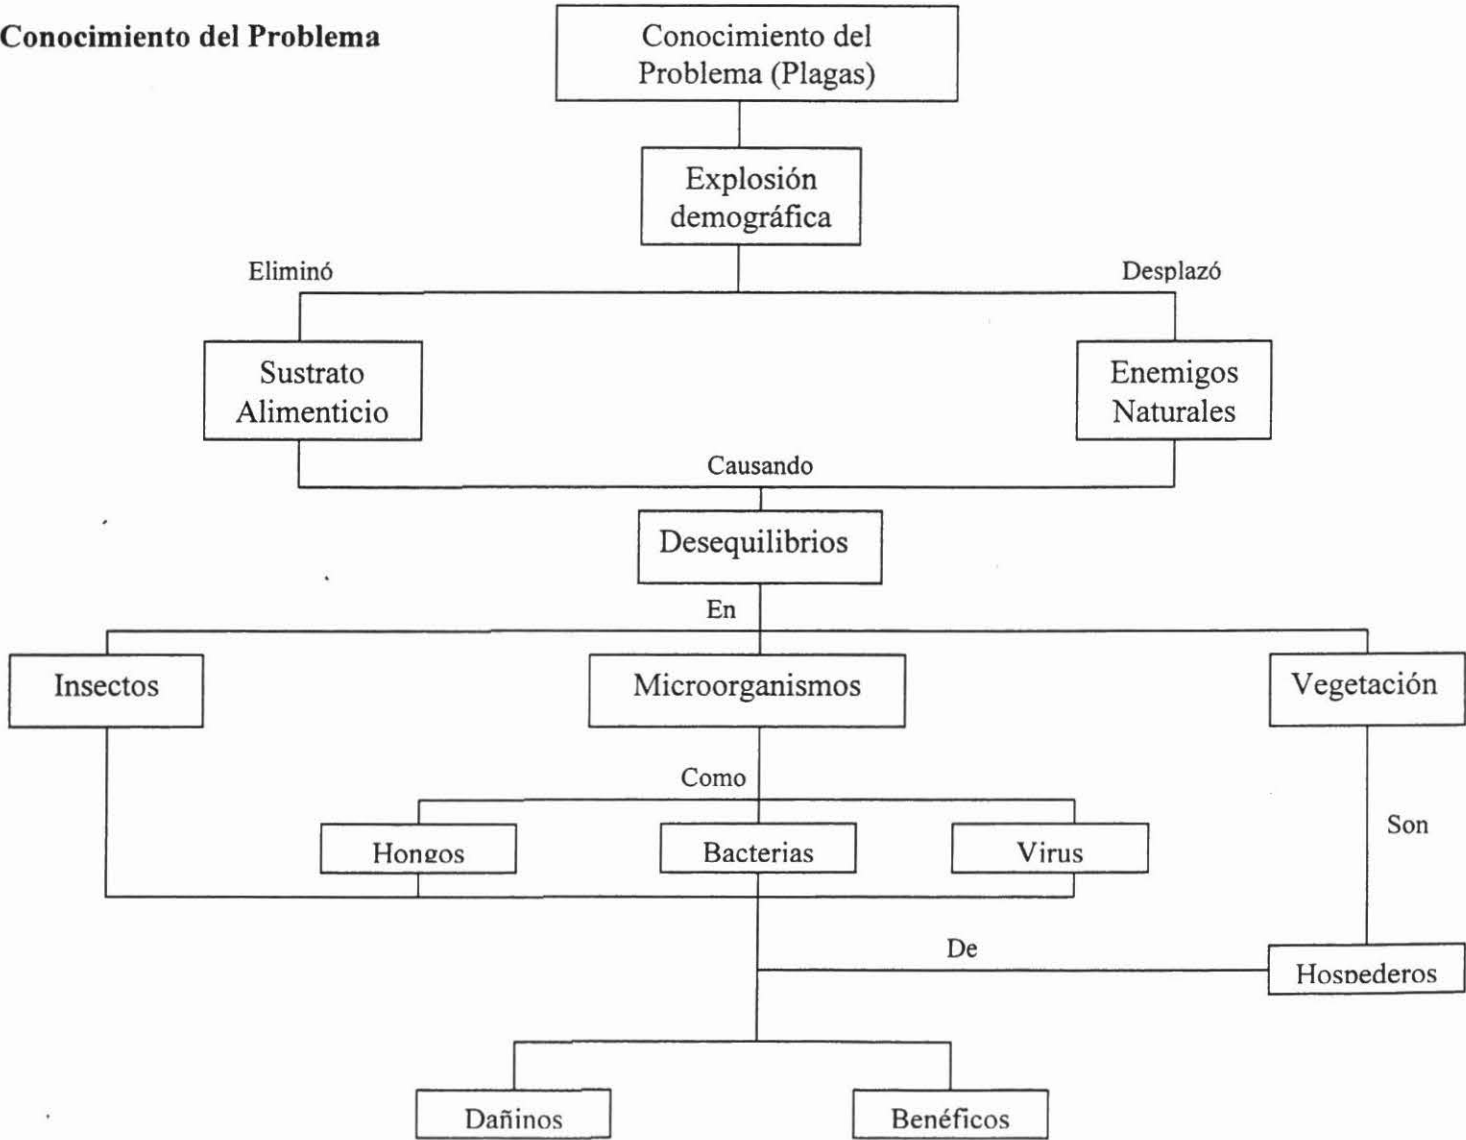 Conocimiento del Problema
Conocimiento del
Problema (Plagas)
Explosión
demográfica
Eliminó
Desplazó
Sustrato
Alimenticio
Enemigos
Naturales
Causando
Desequilibrios
En
Insectos
Microorganismos
Vegetación
Como
Hongos
Bacterias
Virus
Son
De
Hospederos
Dañinos
Benéficos